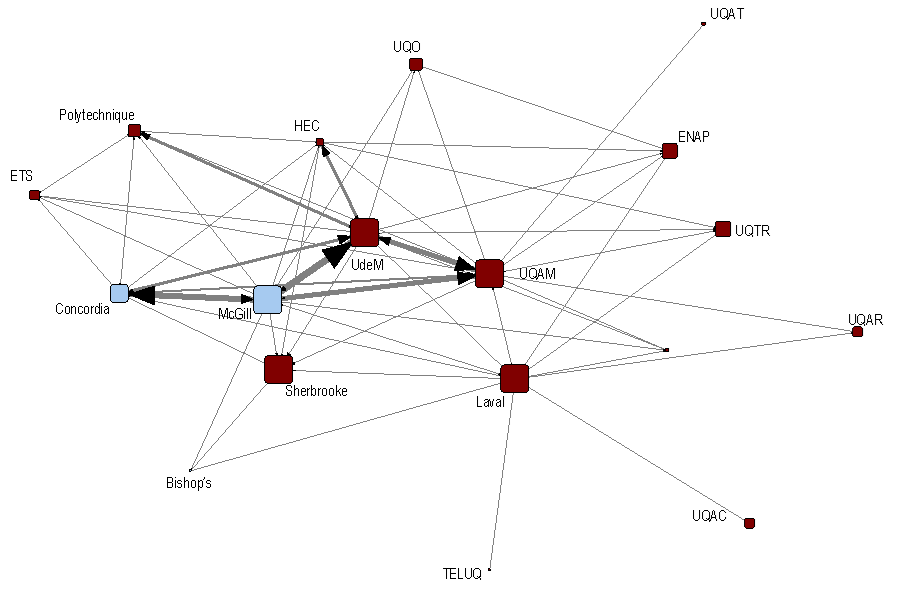 UQAT
UQO
Polytechnique
HEC
ENAP
ETS
UQTR
UdeM
UQAM
Concordia
McGill
UQAR
Sherbrooke
Laval
Bishop's
UQAC
TELUQ